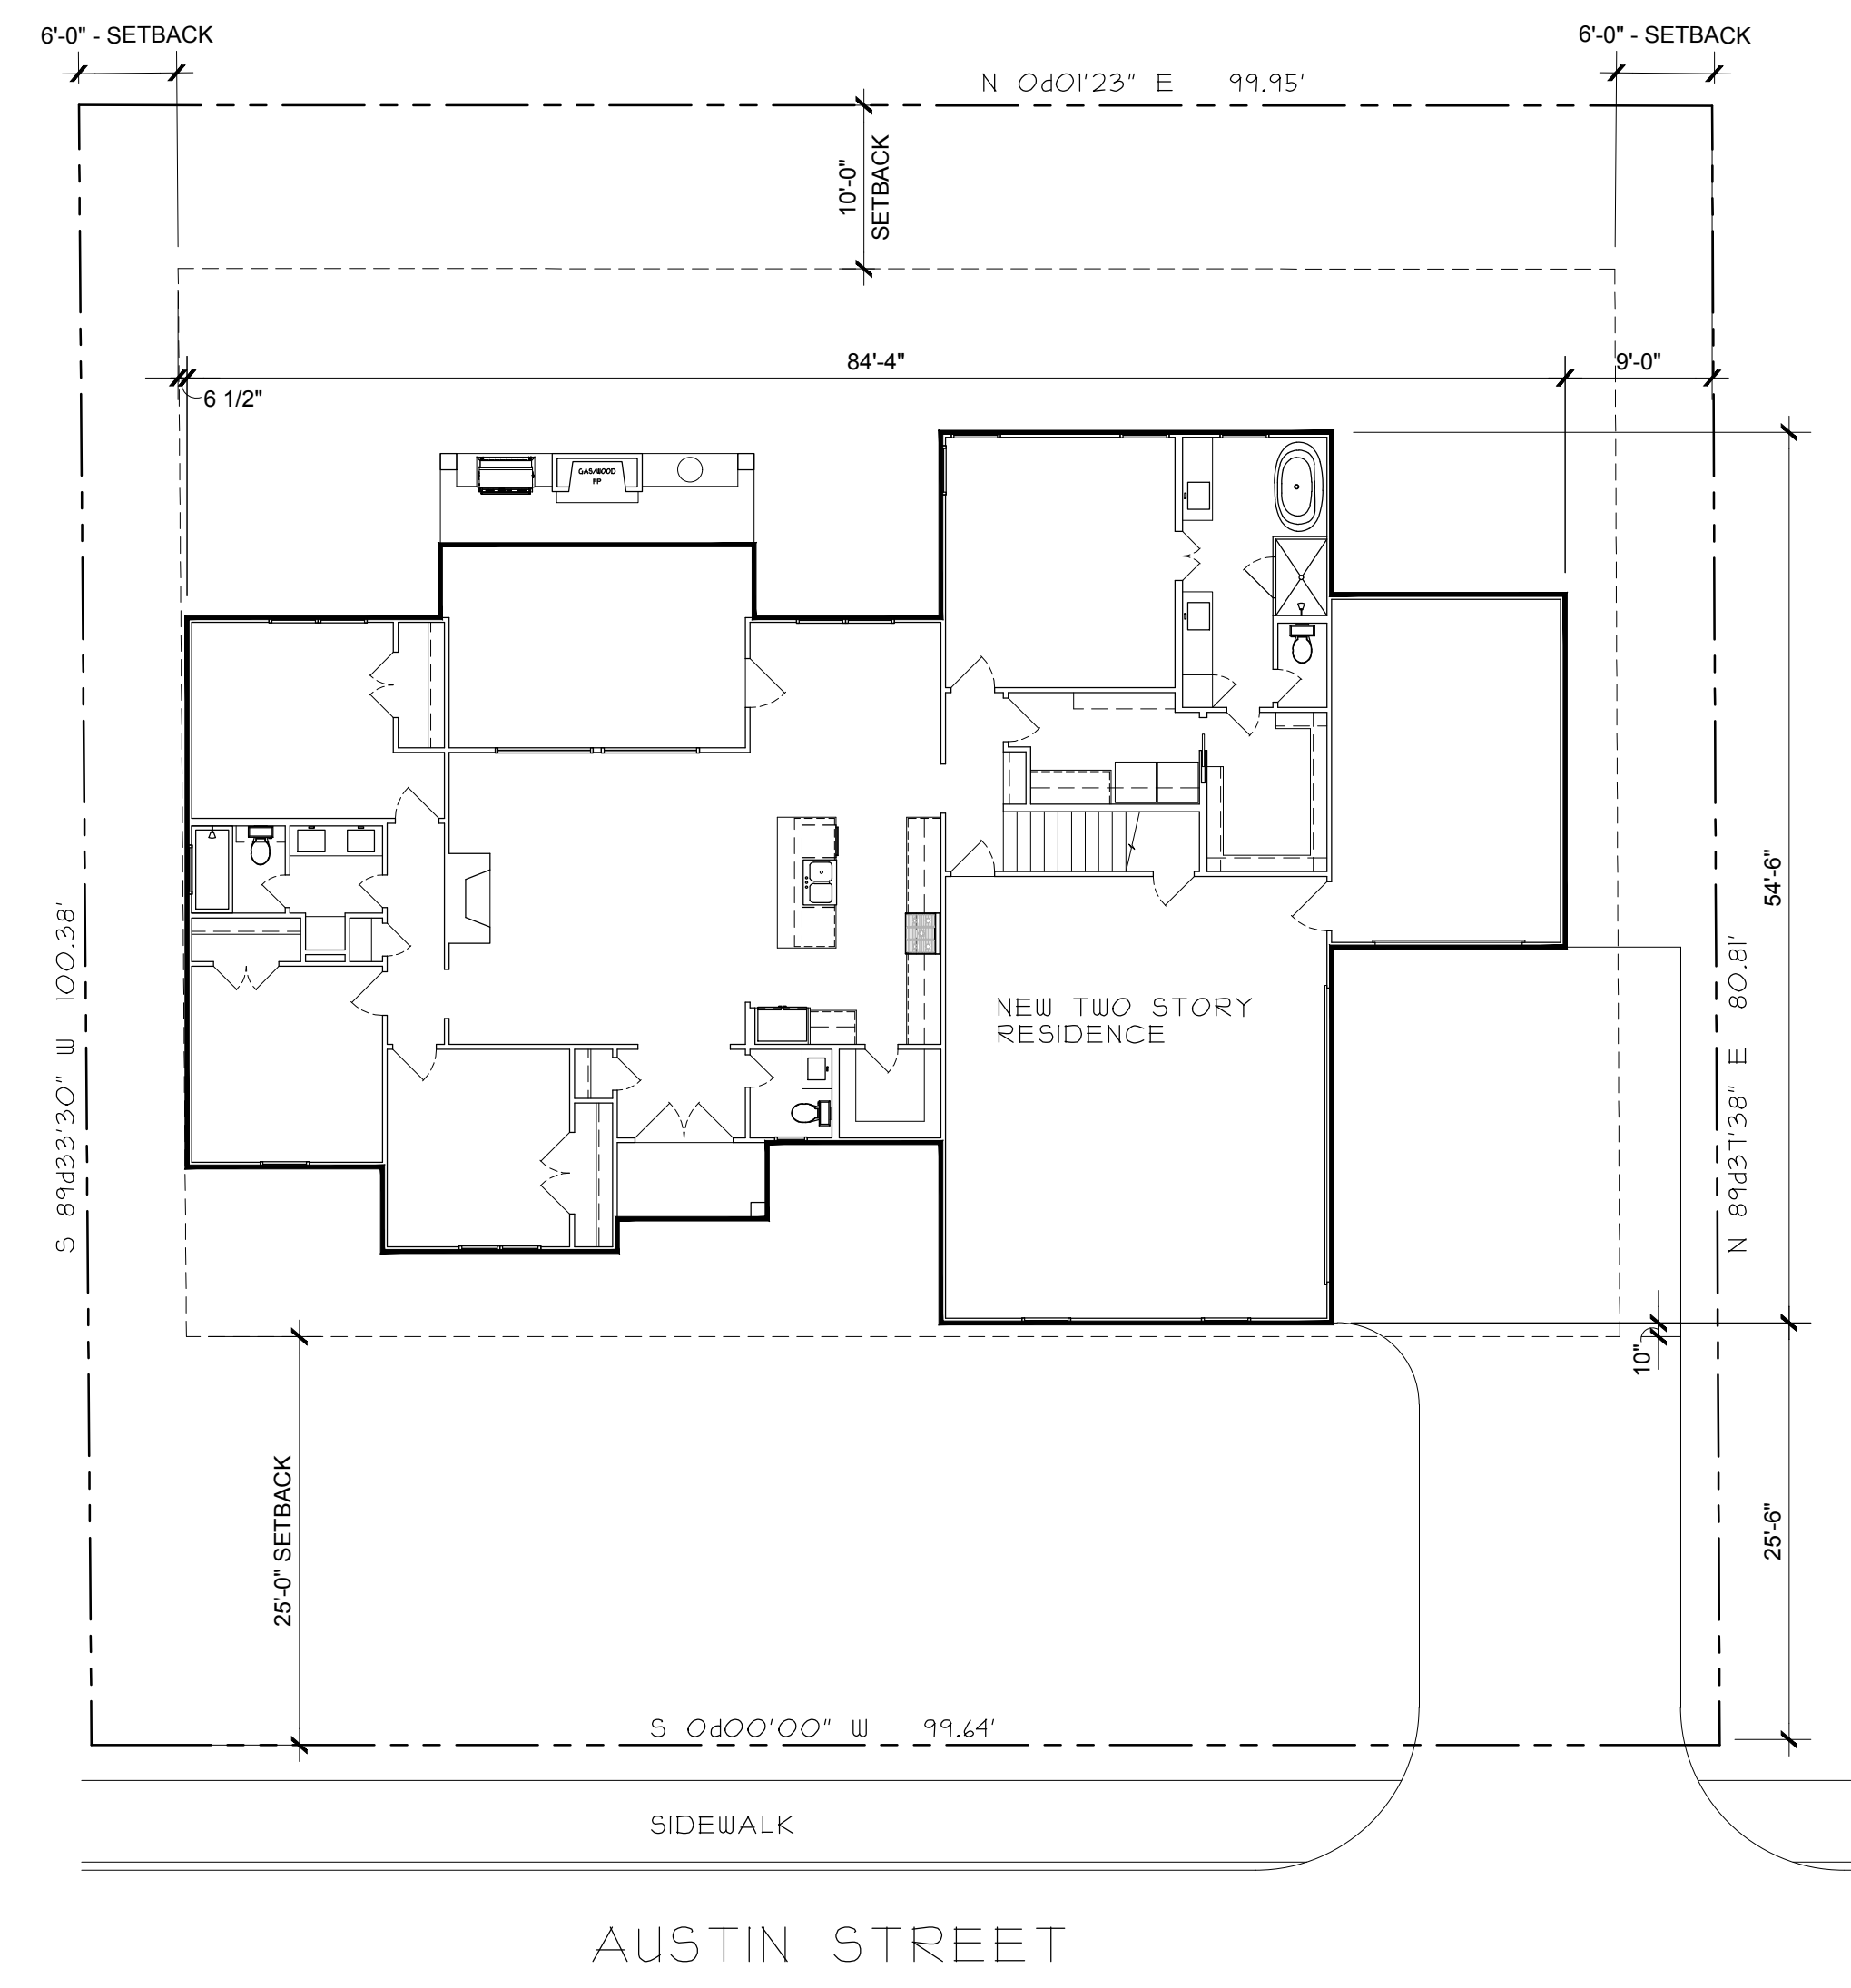 6'-0" - SETBACK
6'-0" - SETBACK
N 0d01'23" E 99.95'
10'-0"
SETBACK
84'-4"
9'-0"
6 1/2"
GAS/WOOD
FP
54'-6"
S 89d33'30" W 100.38'
N 89d37'38" E 80.81'
NEW TWO STORY
RESIDENCE
10"
25'-0" SETBACK
25'-6"
S 0d00'00" W 99.64'
SIDEWALK
AUSTIN STREET